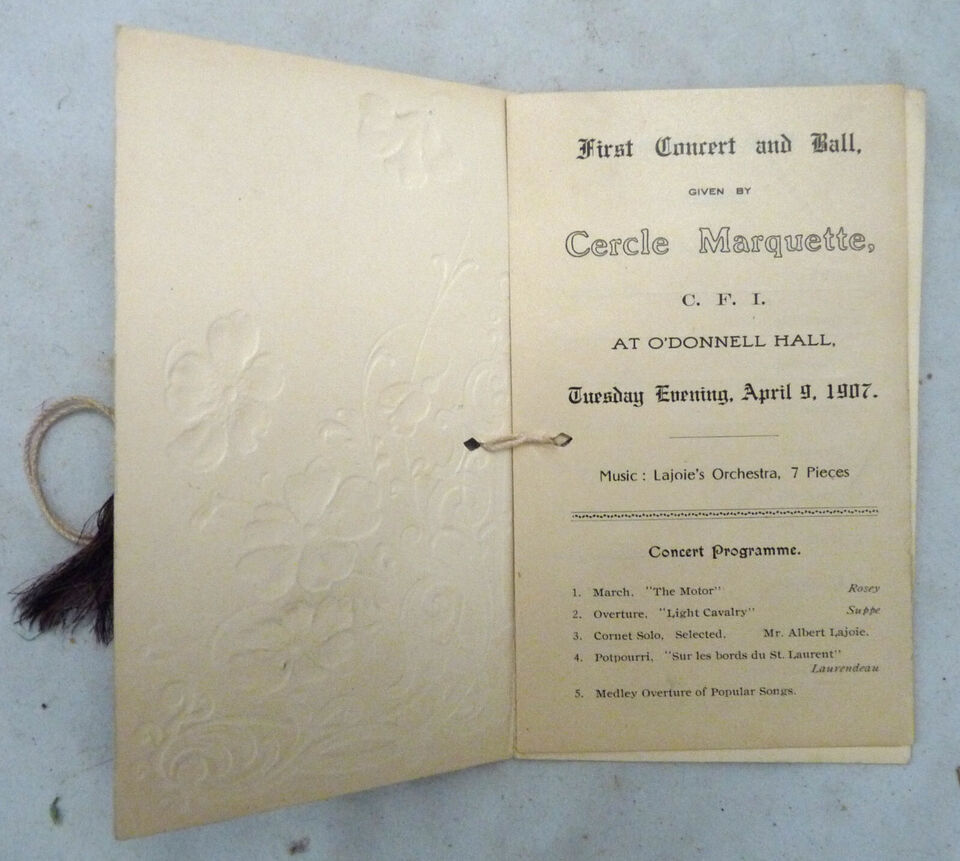 First Concert and Ball,
GIVEN BY
Cercle Marquette,
C. F. I.
AT O'DONNELL HALL,
Tuesday Evening, April 9, 1907.
Music : Lajoie's Orchestra, 7 Pieces
Concert Programme.
1. March, "The Motor" Rosey
2. Overture, "Light Cavalry" Suppe
3. Cornet Solo, Selected, Mr. Albert Lajoie.
4. Potpourri, "Sur les bords du St. Laurent"
Laurendeau
5. Medley Overture of Popular Songs.